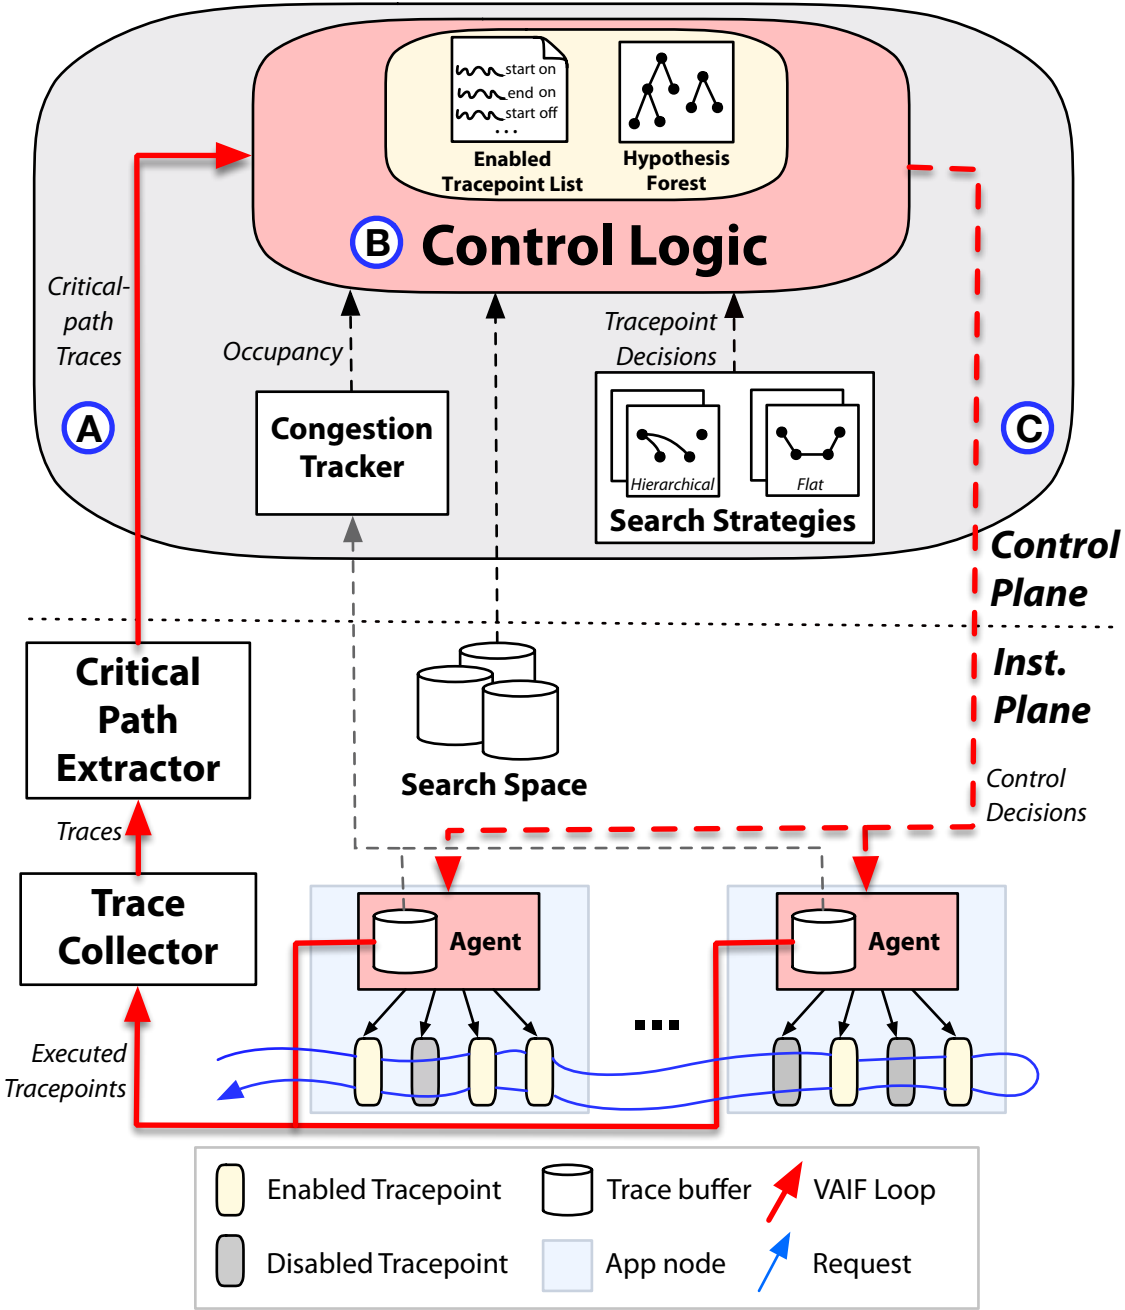 start on
end on
start off
...
Enabled
Tracepoint List
Hypothesis
Forest
B
Control Logic
Critical-
path
Traces
Occupancy
Tracepoint
Decisions
A
C
Congestion
Tracker
Hierarchical
Flat
Search Strategies
Control
Plane
Inst.
Plane
Critical
Path
Extractor
Search Space
Control
Decisions
Traces
Trace
Collector
Agent
Agent
...
Executed
Tracepoints
Enabled Tracepoint
Trace buffer
VAIF Loop
Disabled Tracepoint
App node
Request